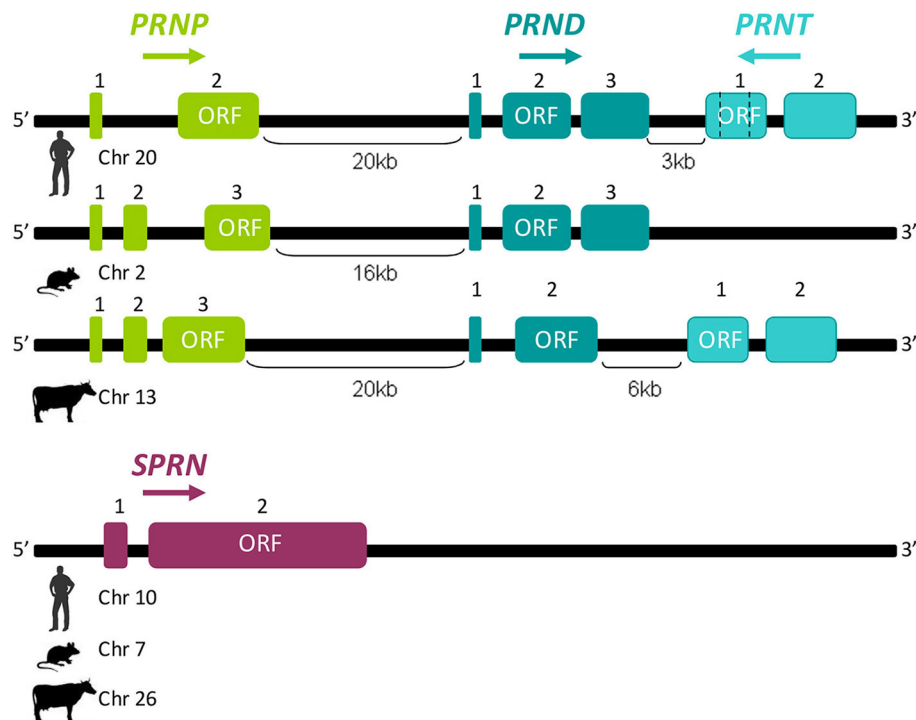 PRNP PRND PRNT
1 2 1 2 3 1 2
5’ ORF ORF ORF 3’
Chr 20 20kb 3kb
1 2 3 1 2 3
5’ ORF ORF 3’
Chr 2 16kb
1 2 3 1 2 1 2
5’ ORF ORF ORF 3’
Chr 13 20kb 6kb
SPRN
1 2
5’ ORF 3’
Chr 10
Chr 7
Chr 26